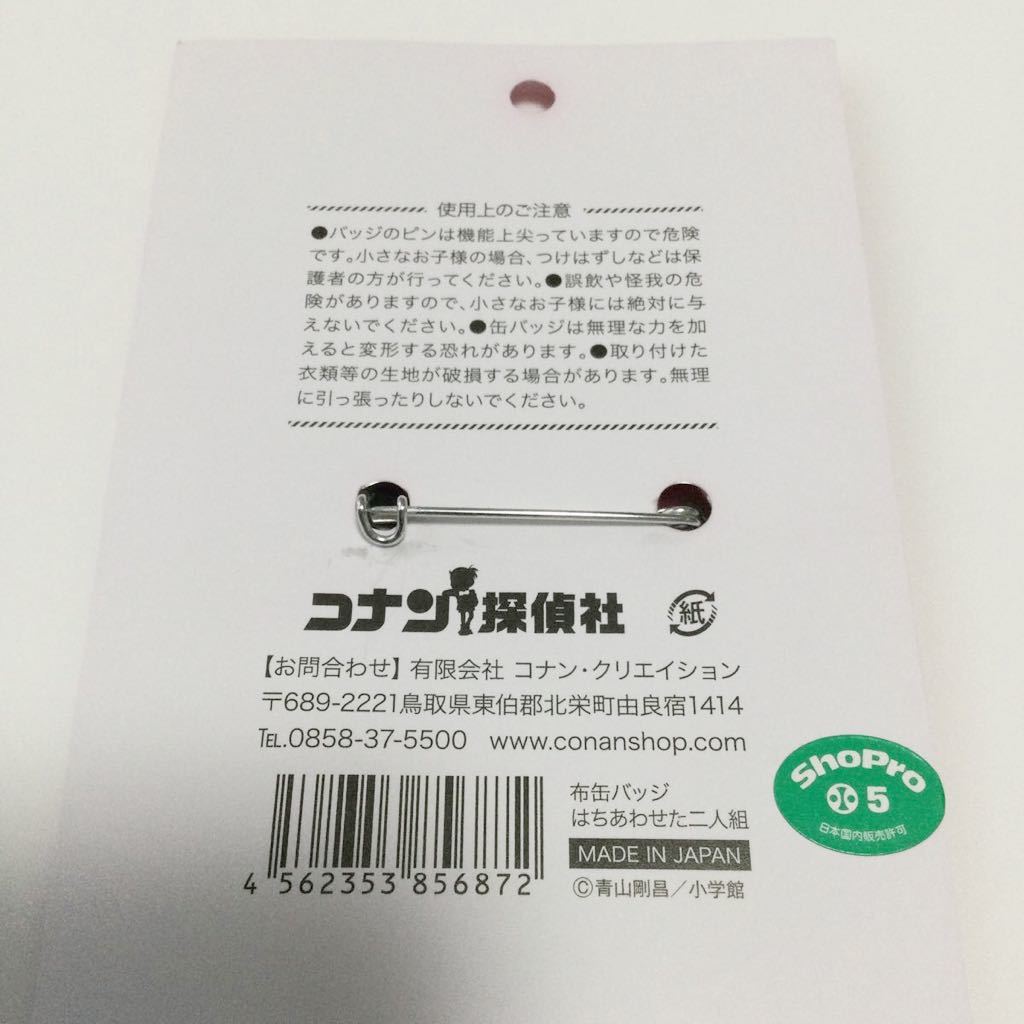 使用上のご注意
●バッジのピンは機能上尖っていますので危険
です。小さなお子様の場合、つけはずしなどは保
護者の方が行ってください。●誤飲や怪我の危
険がありますので、小さなお子様には絶対に与
えないでください。●缶バッジは無理な力を加
えると変形する恐れがあります。●取り付けた
衣類等の生地が破損する場合があります。無理
に引っ張ったりしないでください。
コナン探偵社
紙
【お問合わせ】有限会社 コナン・クリエイション
〒689-2221鳥取県東伯郡北栄町由良宿1414
TEL.0858-37-5500 www.conanshop.com
布缶バッジ
はちあわせた二人組
MADE IN JAPAN
©青山剛昌／小学館
4 562353 856872
ShoPro
5
日本国内販売許可